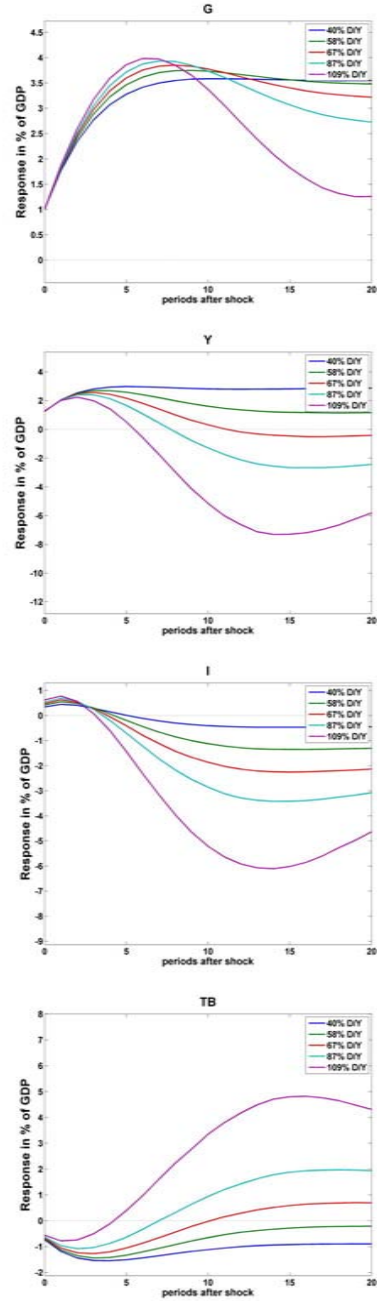 G
Response in % of GDP
4.5
4
3.5
3
2.5
2
1.5
1
0.5
0
40% D/Y
58% D/Y
67% D/Y
87% D/Y
109% D/Y
0 5 10 15 20
periods after shock
Y
Response in % of GDP
4
2
0
-2
-4
-6
-8
-10
-12
40% D/Y
58% D/Y
67% D/Y
87% D/Y
109% D/Y
0 5 10 15 20
periods after shock
I
Response in % of GDP
1
0
-1
-2
-3
-4
-5
-6
-7
-8
-9
40% D/Y
58% D/Y
67% D/Y
87% D/Y
109% D/Y
0 5 10 15 20
periods after shock
TB
Response in % of GDP
8
7
6
5
4
3
2
1
0
-1
-2
40% D/Y
58% D/Y
67% D/Y
87% D/Y
109% D/Y
0 5 10 15 20
periods after shock